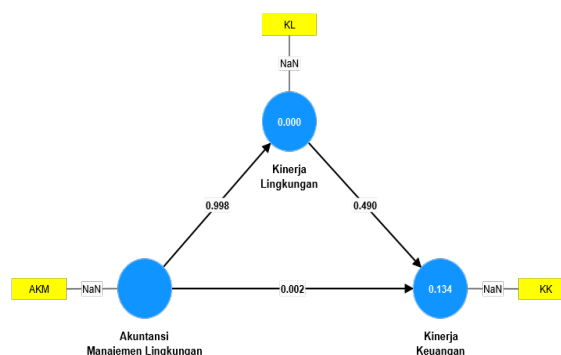 KL
NaN
0.000
Kinerja
Lingkungan
0.998
0.490
AKM
NaN
0.002
0.134
NaN
KK
Akuntansi
Manajemen Lingkungan
Kinerja
Keuangan